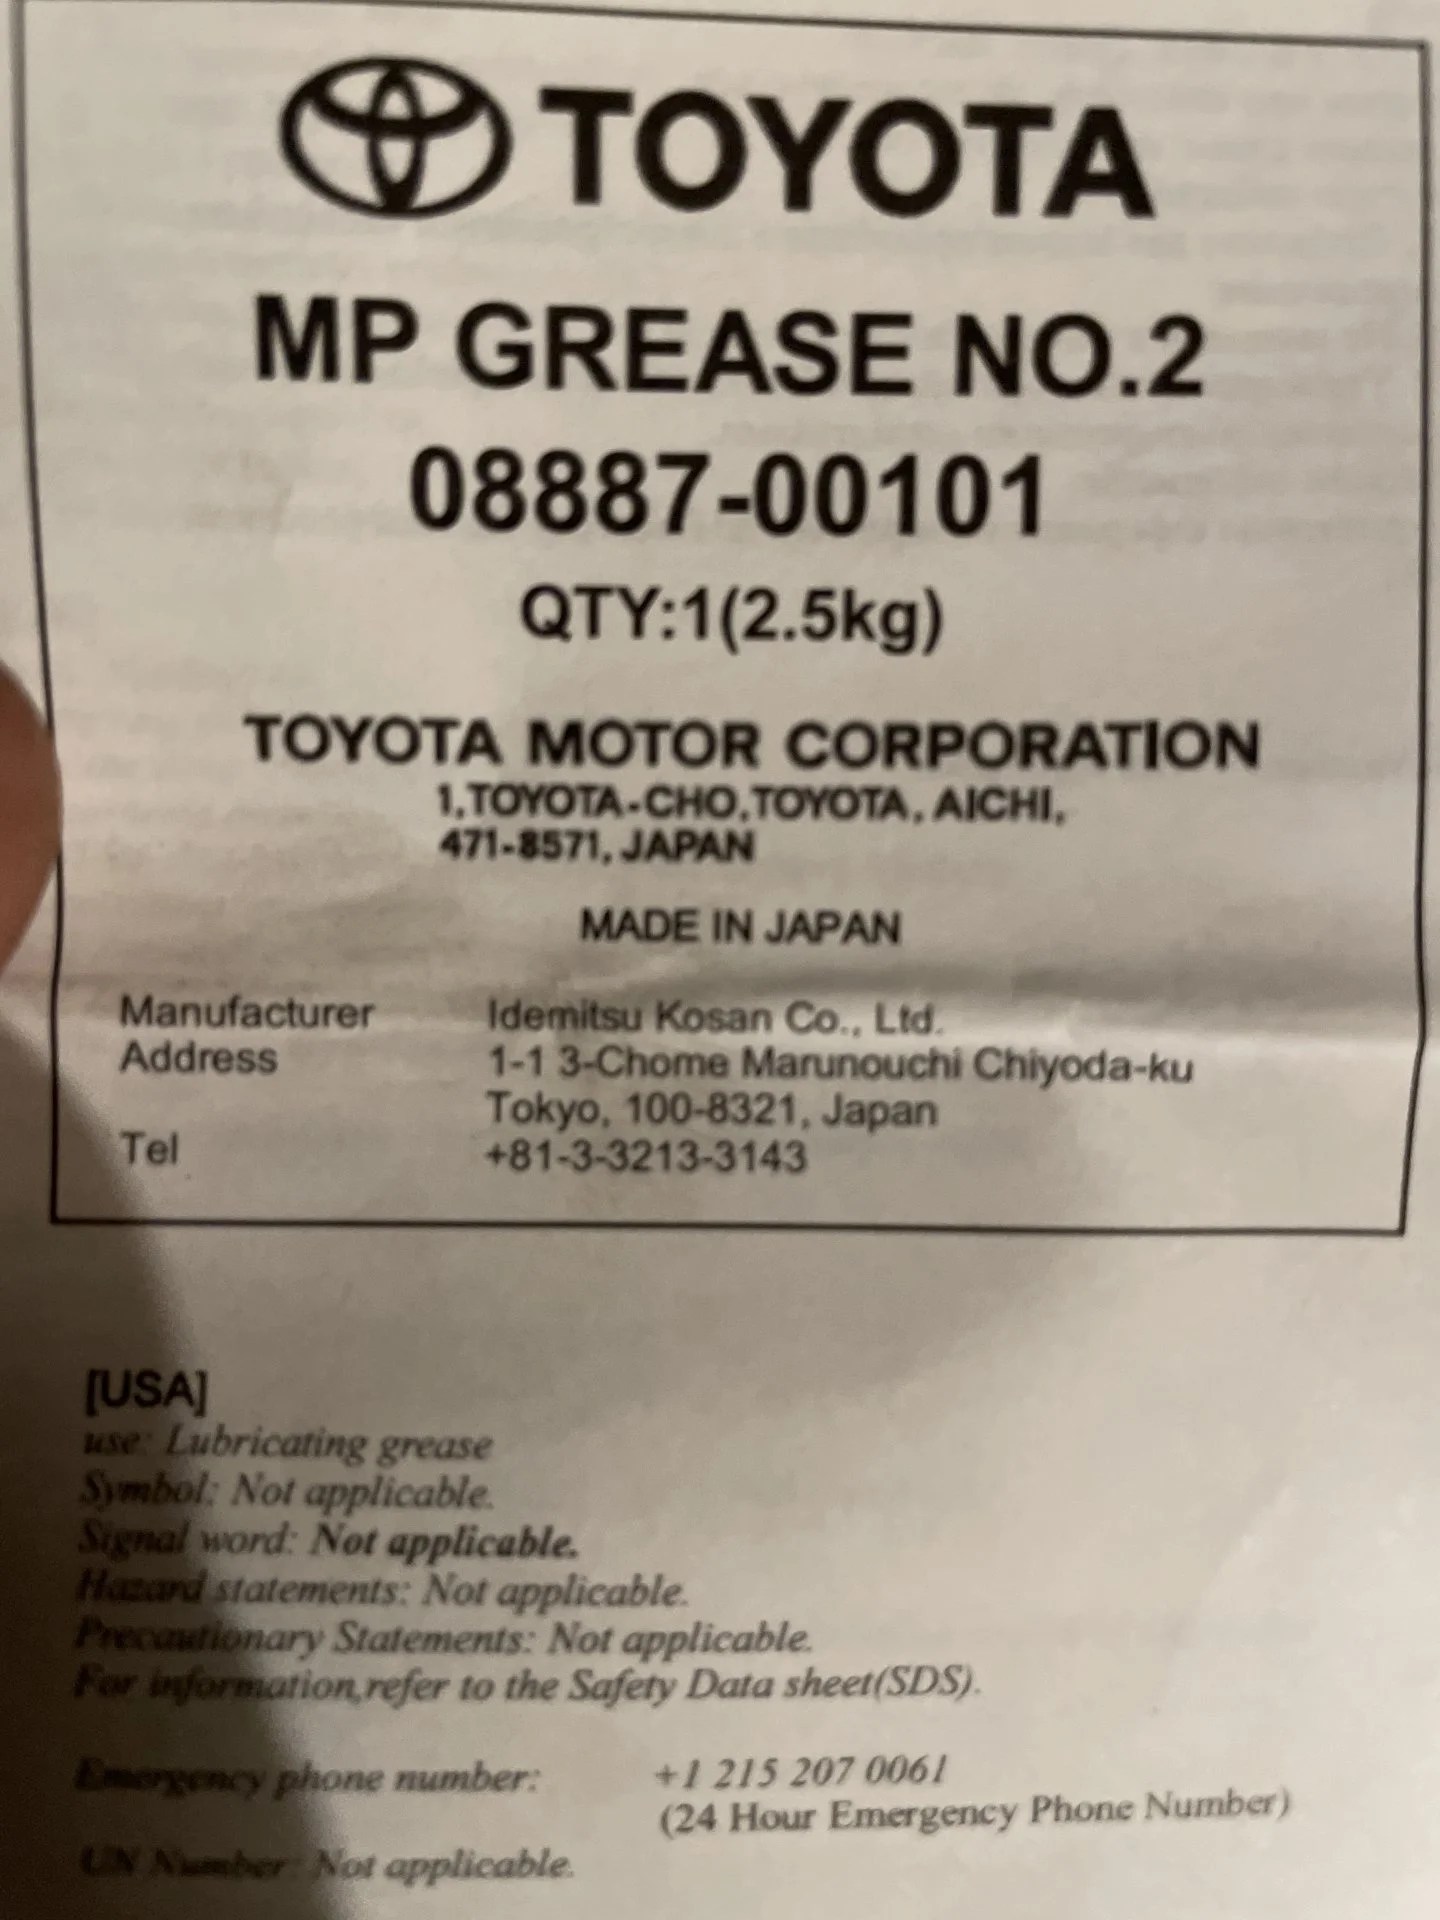 TOYOTA
MP GREASE NO.2
08887-00101
QTY:1(2.5kg)
TOYOTA MOTOR CORPORATION
1,TOYOTA-CHO,TOYOTA, AICHI,
471-8571, JAPAN
MADE IN JAPAN
Manufacturer Idemitsu Kosan Co., Ltd.
Address 1-1 3-Chome Marunouchi Chiyoda-ku
Tokyo, 100-8321, Japan
Tel +81-3-3213-3143
[USA]
use: Lubricating grease
Symbol: Not applicable.
Signal word: Not applicable.
Hazard statements: Not applicable.
Precautionary Statements: Not applicable.
For information,refer to the Safety Data sheet(SDS).
Emergency phone number: +1 215 207 0061
(24 Hour Emergency Phone Number)
UN Number: Not applicable.